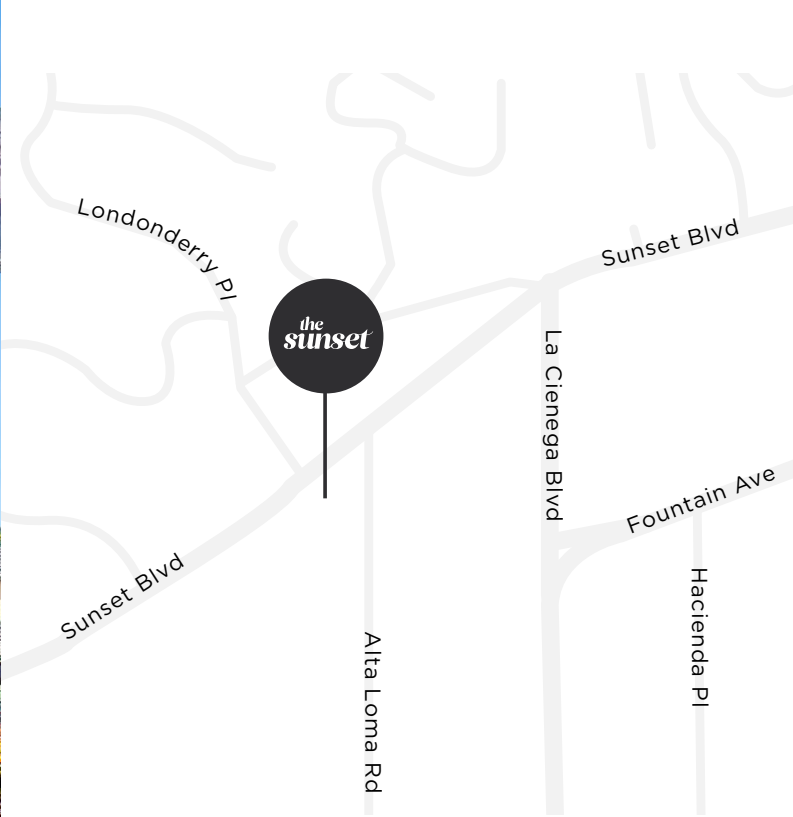 Londonderry Pl
Sunset Blvd
the
sunset
La Cienega Blvd
Fountain Ave
Sunset Blvd
Hacienda Pl
Alta Loma Rd